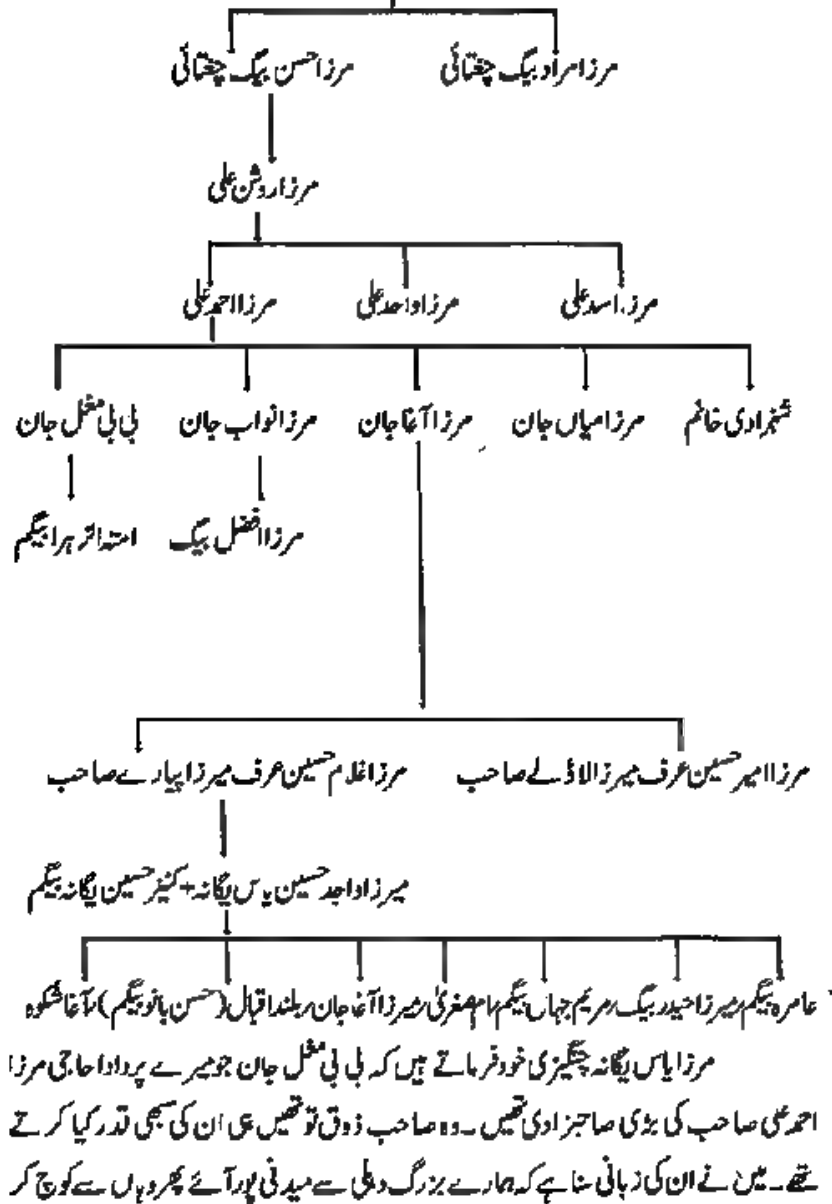 مرزا مراد بیگ چغتائی مرزا حسن بیگ چغتائی
مرزا روشن علی
مرزا اسد علی مرزا واحد علی مرزا احمد علی
شہزادی خانم مرزا میاں جان مرزا آغا جان مرزا نواب جان بی بی مغل جان
مرزا افضل بیگ امتہ الزہرا بیگم
مرزا امیر حسین عرف میرزا لاڈلے صاحب مرزا غلام حسین عرف میرزا پیارے صاحب
میرزا واجد حسین یاس یگانہ + کنیز حسین یگانہ بیگم
عامرہ بیگم، میرزا حیدر بیگ، مریم جہاں بیگم، ام صغریٰ، میرزا آغا جان، بلند اقبال (حسن بانو بیگم)، آغا شکوہ
مرزا یاس یگانہ چنگیزی خود فرماتے ہیں کہ بی بی مغل جان جو میرے پردادا حاجی مرزا
احمد علی صاحب کی بڑی صاحبزادی تھیں۔ وہ صاحب ذوق تو تھیں ہی ان کی سبھی قدر کیا کرتے
تھے۔ میں نے ان کی زبانی سنا ہے کہ ہمارے بزرگ دہلی سے میدنی پور آئے پھر وہاں سے کوچ کر